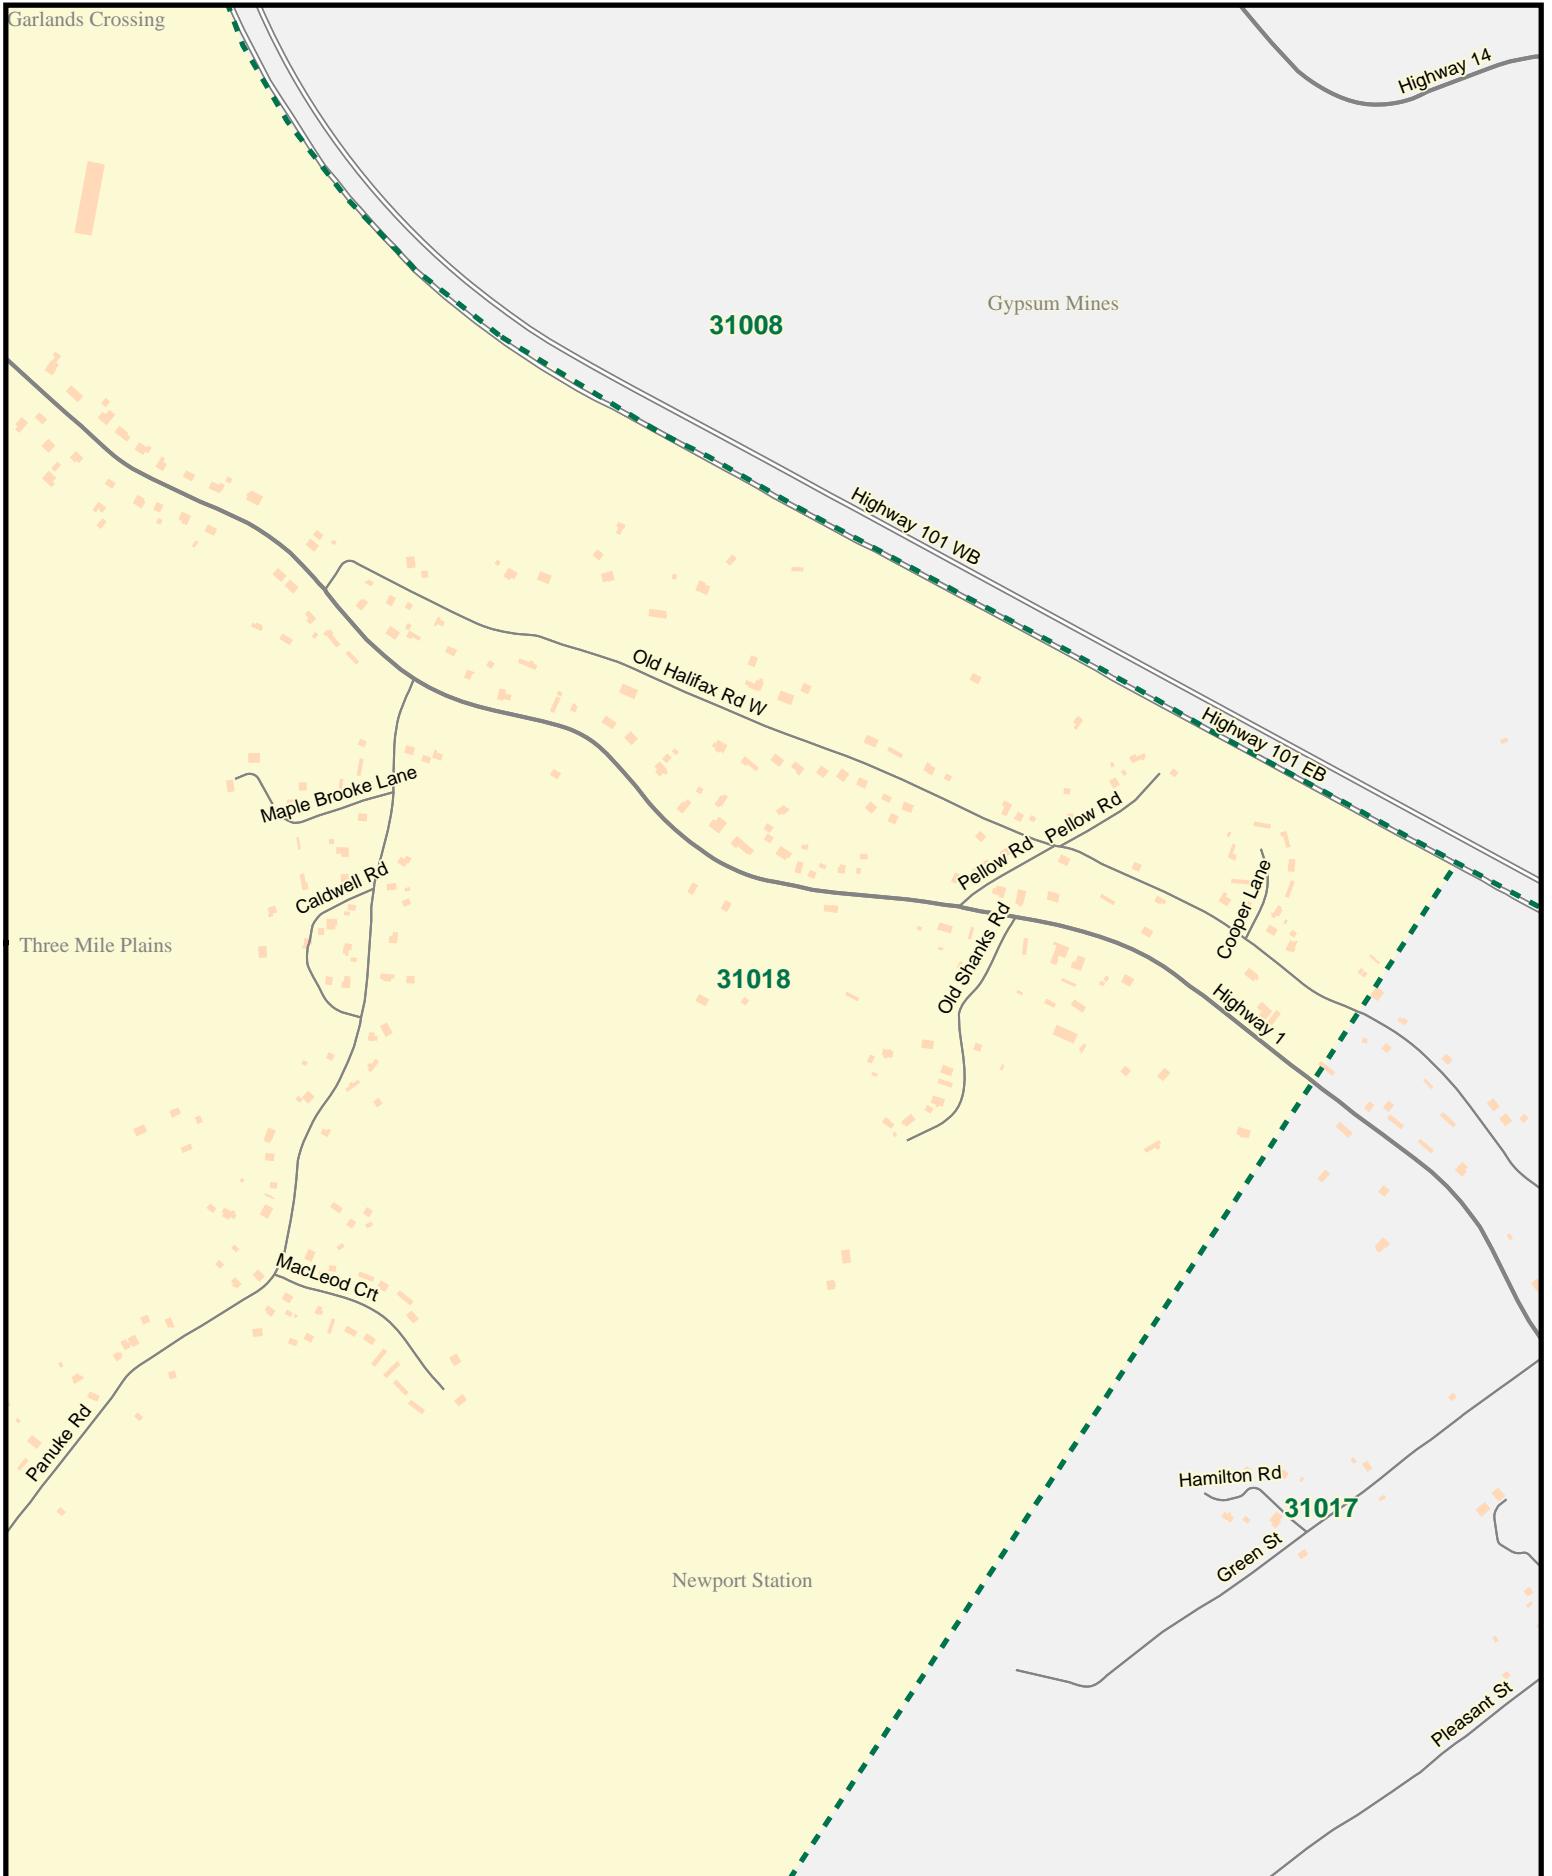 Garlands Crossing
Highway 14
Gypsum Mines
31008
Highway 101 WB
Old Halifax Rd W
Highway 101 EB
Maple Brooke Lane
Pellow Rd
Pellow Rd
Caldwell Rd
Cooper Lane
Old Shanks Rd
Three Mile Plains
31018
Highway 1
MacLeod Crt
Panuke Rd
Hamilton Rd
31017
Green St
Newport Station
Pleasant St